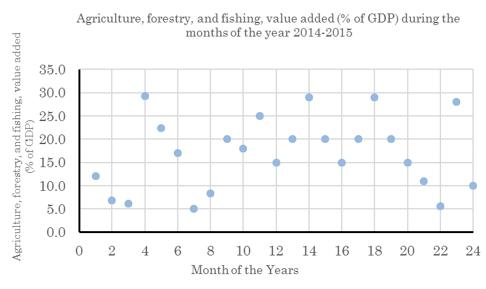 Agriculture, forestry, and fishing, value added (% of GDP) during the
months of the year 2014-2015
Agriculture, forestry, and fishing, value added
(% of GDP)
35.0
30.0
25.0
20.0
15.0
10.0
5.0
0.0
0 2 4 6 8 10 12 14 16 18 20 22 24
Month of the Years